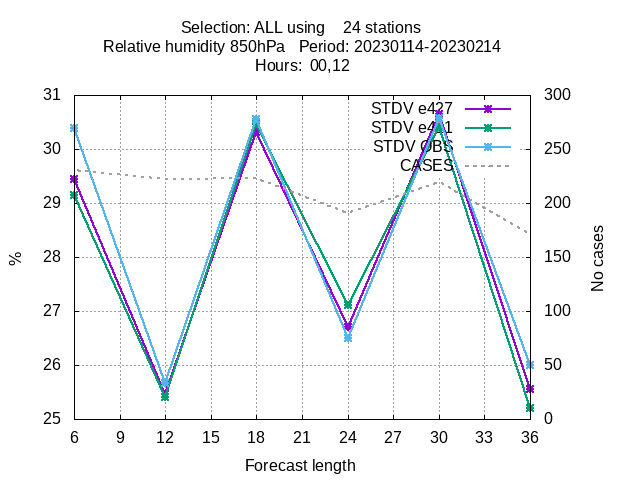 Selection: ALL using    24 stations
Relative humidity 850hPa   Period: 20230114-20230214
Hours:  00,12
31
30
29
28
27
26
25
%
300
250
200
150
100
50
0
No cases
STDV e427
STDV OBS
CASES
6 9 12 15 18 21 24 27 30 33 36
Forecast length